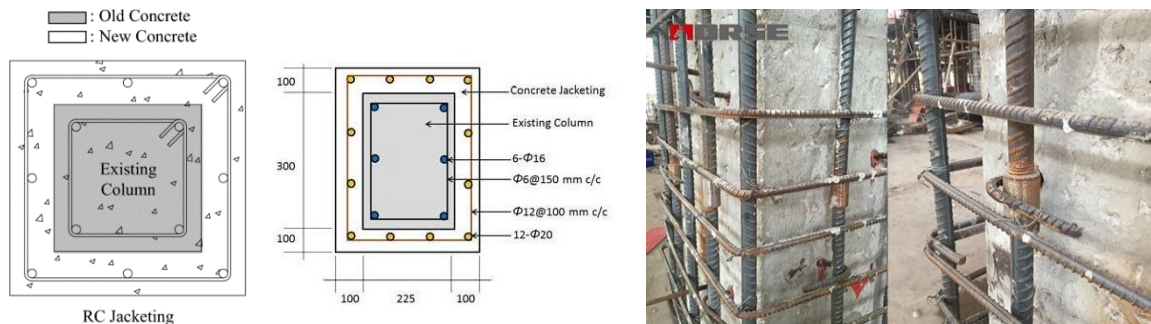 : Old Concrete
: New Concrete
Existing
Column
RC Jacketing
100
300
100
100
225
100
Concrete Jacketing
Existing Column
6-Φ16
Φ6@150 mm c/c
Φ12@100 mm c/c
12-Φ20
HORSE